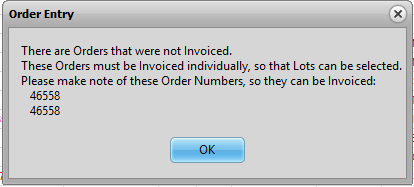 Order Entry
There are Orders that were not Invoiced.
These Orders must be Invoiced individually, so that Lots can be selected.
Please make note of these Order Numbers, so they can be Invoiced:
46558
46558
OK